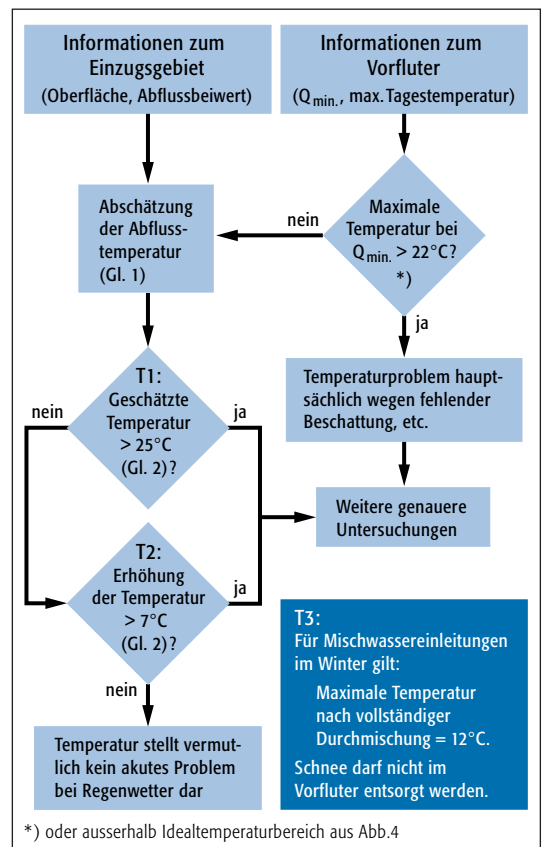 Informationen zum
Einzugsgebiet
(Oberfläche, Abflussbeiwert)
Informationen zum
Vorfluter
(Q min., max. Tagestemperatur)
Abschätzung
der Abfluss-
temperatur
(Gl. 1)
nein
Maximale
Temperatur bei
Q min. > 22°C?
*)
ja
T1:
Geschätzte
Temperatur
> 25°C
(Gl. 2)?
nein
ja
Temperaturproblem haupt-
sächlich wegen fehlender
Beschattung, etc.
Weitere genauere
Untersuchungen
T2:
Erhöhung
der Temperatur
> 7°C
(Gl. 2)?
ja
nein
Temperatur stellt vermut-
lich kein akutes Problem
bei Regenwetter dar
T3:
Für Mischwassereinleitungen
im Winter gilt:
Maximale Temperatur
nach vollständiger
Durchmischung = 12°C.
Schnee darf nicht im
Vorfluter entsorgt werden.
*) oder ausserhalb Idealtemperaturbereich aus Abb.4